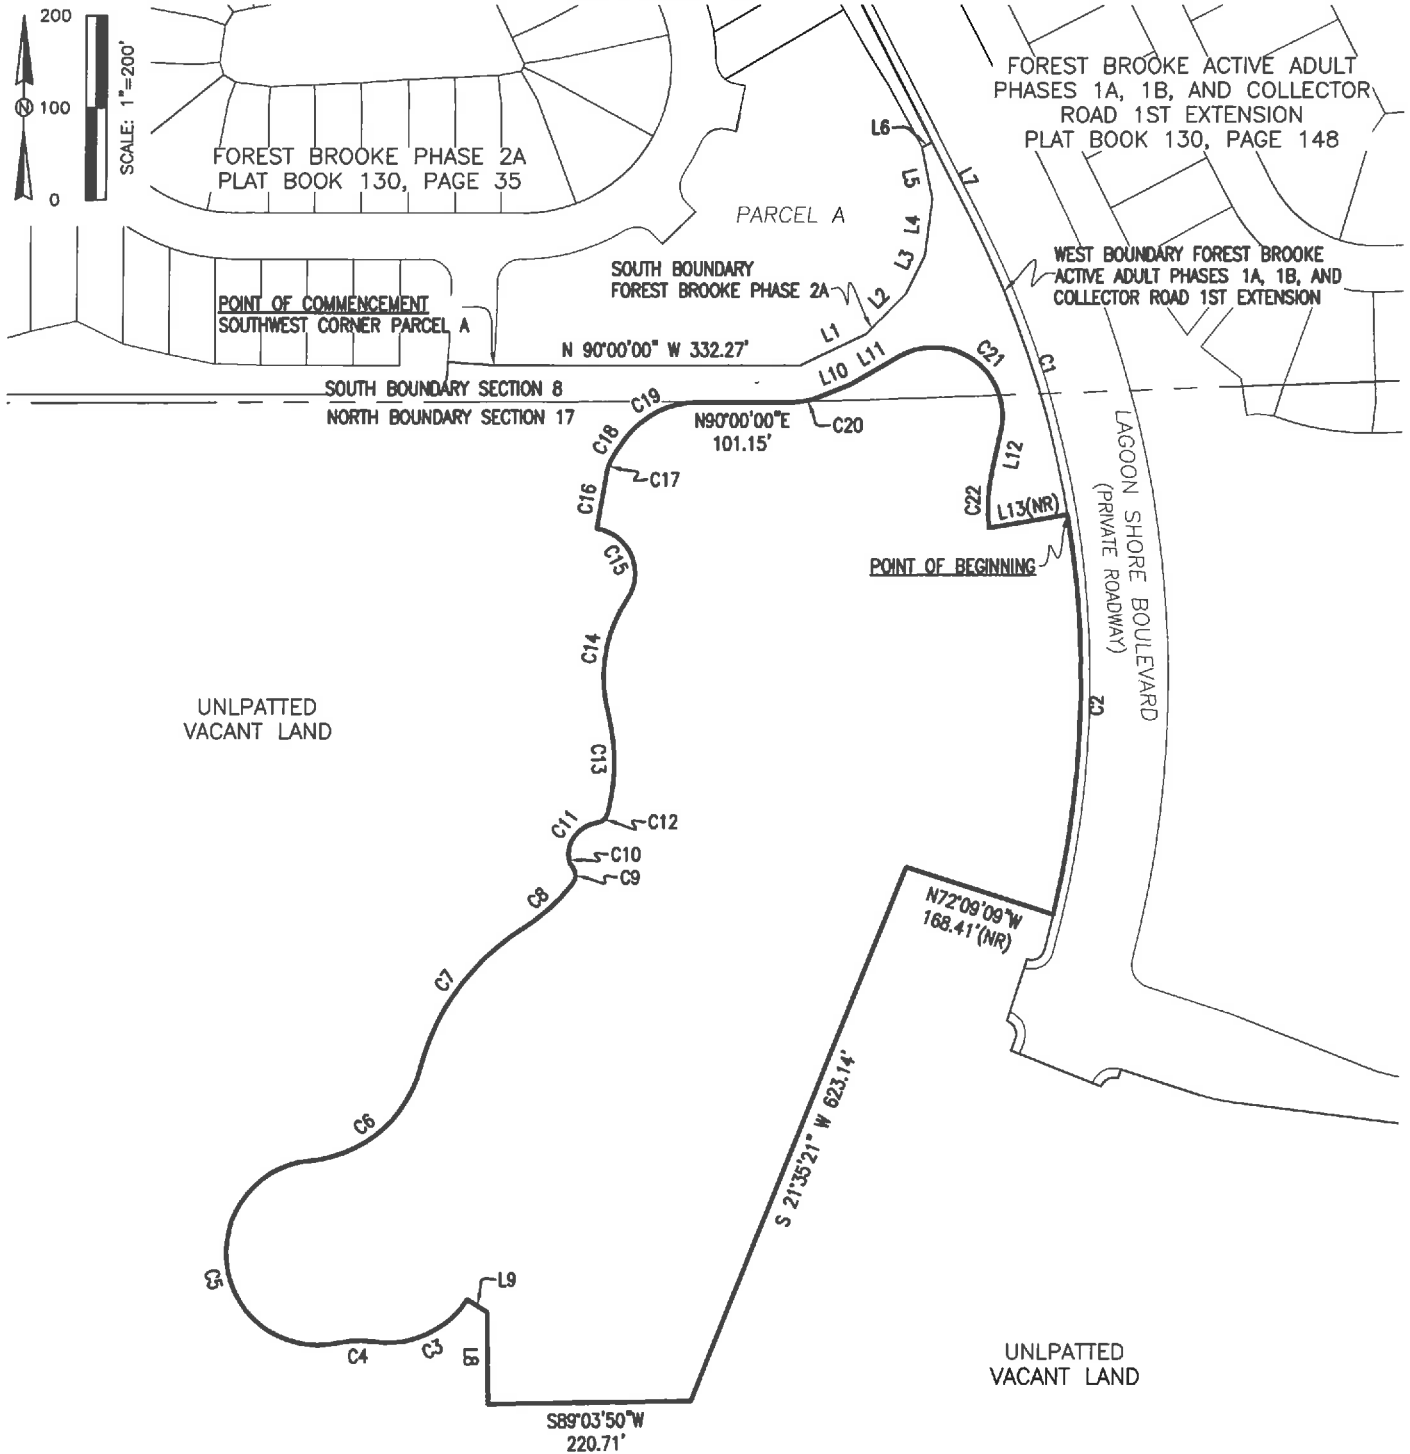 200
100
0
N
SCALE: 1"=200'
FOREST BROOKE PHASE 2A
PLAT BOOK 130, PAGE 35
FOREST BROOKE ACTIVE ADULT
PHASES 1A, 1B, AND COLLECTOR
ROAD 1ST EXTENSION
PLAT BOOK 130, PAGE 148
L6
L7
L5
L4
L3
L2
L1
PARCEL A
SOUTH BOUNDARY
FOREST BROOKE PHASE 2A
WEST BOUNDARY FOREST BROOKE
ACTIVE ADULT PHASES 1A, 1B, AND
COLLECTOR ROAD 1ST EXTENSION
POINT OF COMMENCEMENT
SOUTHWEST CORNER PARCEL A
N 90°00'00" W 332.27'
L10
L11
C21
C1
SOUTH BOUNDARY SECTION 8
NORTH BOUNDARY SECTION 17
C19
N90°00'00"E
101.15'
C20
C18
C17
C16
L12
C22
L13(NR)
LAGOON SHORE BOULEVARD
(PRIVATE ROADWAY)
C15
POINT OF BEGINNING
C14
C2
UNLPATTED
VACANT LAND
C13
C12
C11
C10
C9
C8
N72°09'09"W
168.41'(NR)
C7
S 21°35'21" W 623.14'
C6
C5
L9
C4
C3
L8
UNLPATTED
VACANT LAND
S89°03'50"W
220.71'